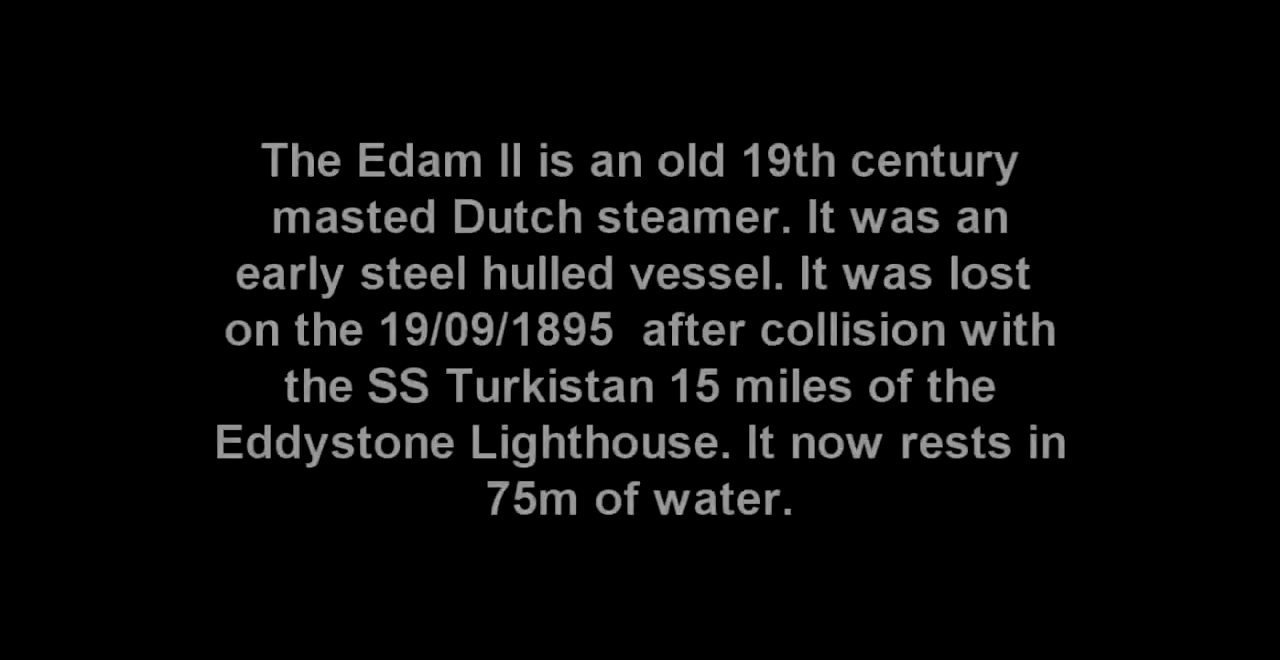 The Edam II is an old 19th century
masted Dutch steamer. It was an
early steel hulled vessel. It was lost
on the 19/09/1895  after collision with
the SS Turkistan 15 miles of the
Eddystone Lighthouse. It now rests in
75m of water.